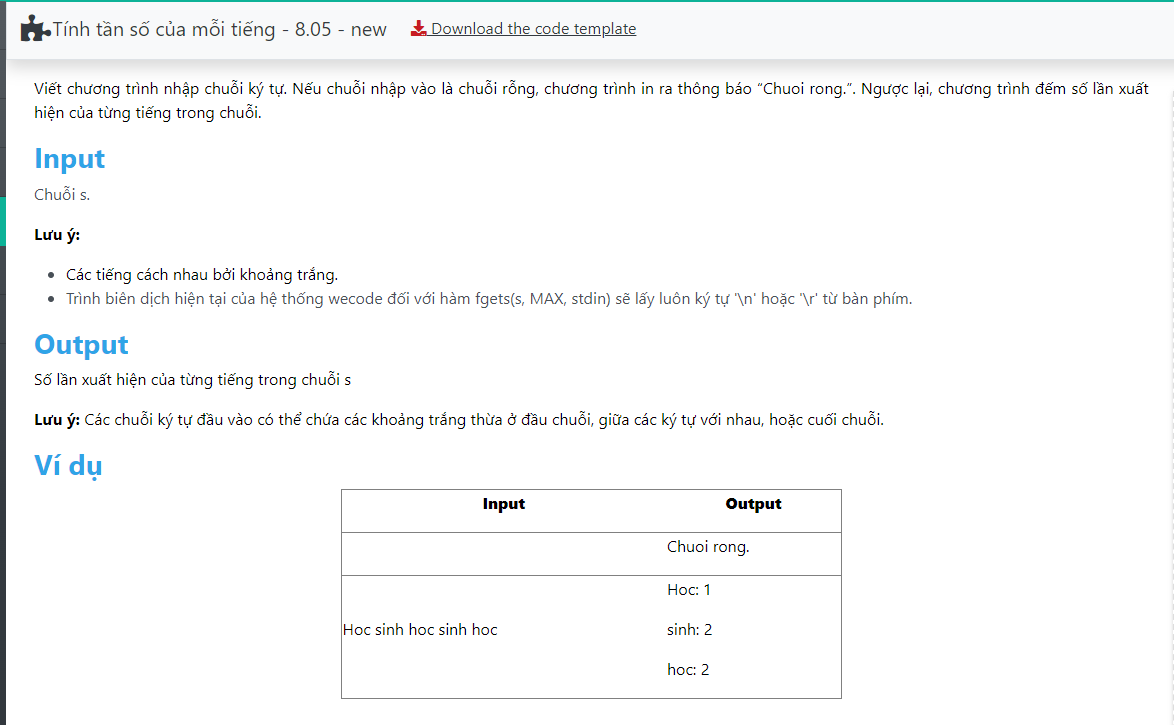 Tính tần số của mỗi tiếng - 8.05 - new Download the code template
Viết chương trình nhập chuỗi ký tự. Nếu chuỗi nhập vào là chuỗi rỗng, chương trình in ra thông báo “Chuoi rong.”. Ngược lại, chương trình đếm số lần xuất
hiện của từng tiếng trong chuỗi.
Input
Chuỗi s.
Lưu ý:
• Các tiếng cách nhau bởi khoảng trắng.
• Trình biên dịch hiện tại của hệ thống wecode đối với hàm fgets(s, MAX, stdin) sẽ lấy luôn ký tự '\n' hoặc '\r' từ bàn phím.
Output
Số lần xuất hiện của từng tiếng trong chuỗi s
Lưu ý: Các chuỗi ký tự đầu vào có thể chứa các khoảng trắng thừa ở đầu chuỗi, giữa các ký tự với nhau, hoặc cuối chuỗi.
Ví dụ
Input Output
Chuoi rong.
Hoc: 1
Hoc sinh hoc sinh hoc sinh: 2
hoc: 2